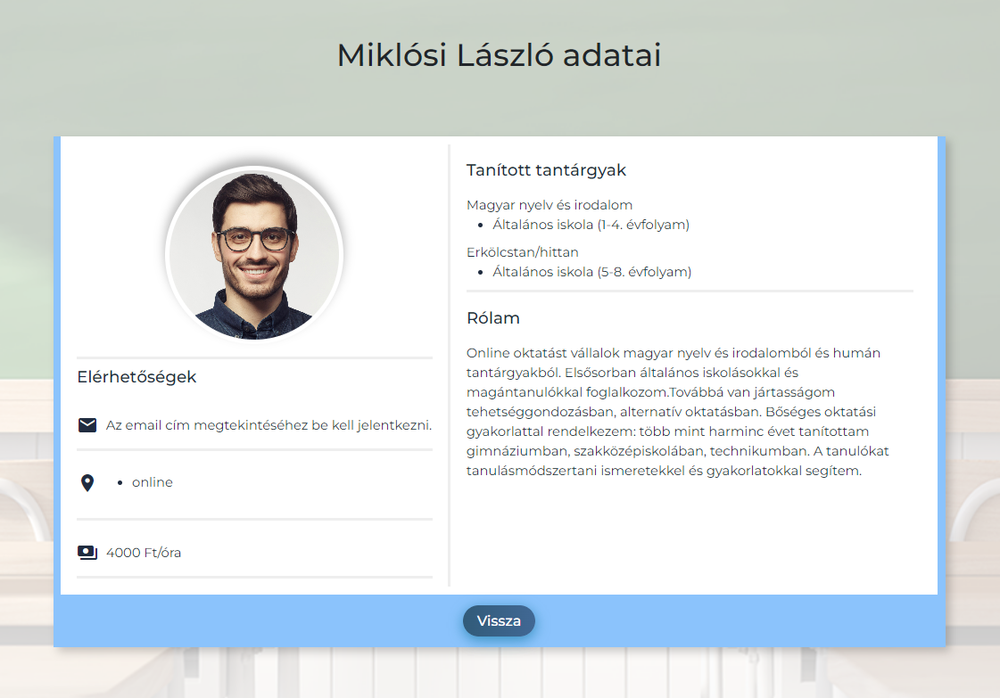 Miklósi László adatai
Elérhetőségek
Az email cím megtekintéséhez be kell jelentkezni.
• online
4000 Ft/óra
Tanított tantárgyak
Magyar nyelv és irodalom
• Általános iskola (1-4. évfolyam)
Erkölcstan/hittan
• Általános iskola (5-8. évfolyam)
Rólam
Online oktatást vállalok magyar nyelv és irodalomból és humán
tantárgyakból. Elsősorban általános iskolásokkal és
magántanulókkal foglalkozom.Továbbá van jártasságom
tehetséggondozásban, alternatív oktatásban. Bőséges oktatási
gyakorlattal rendelkezem: több mint harminc évet tanítottam
gimnáziumban, szakközépiskolában, technikumban. A tanulókat
tanulásmódszertani ismeretekkel és gyakorlatokkal segítem.
Vissza